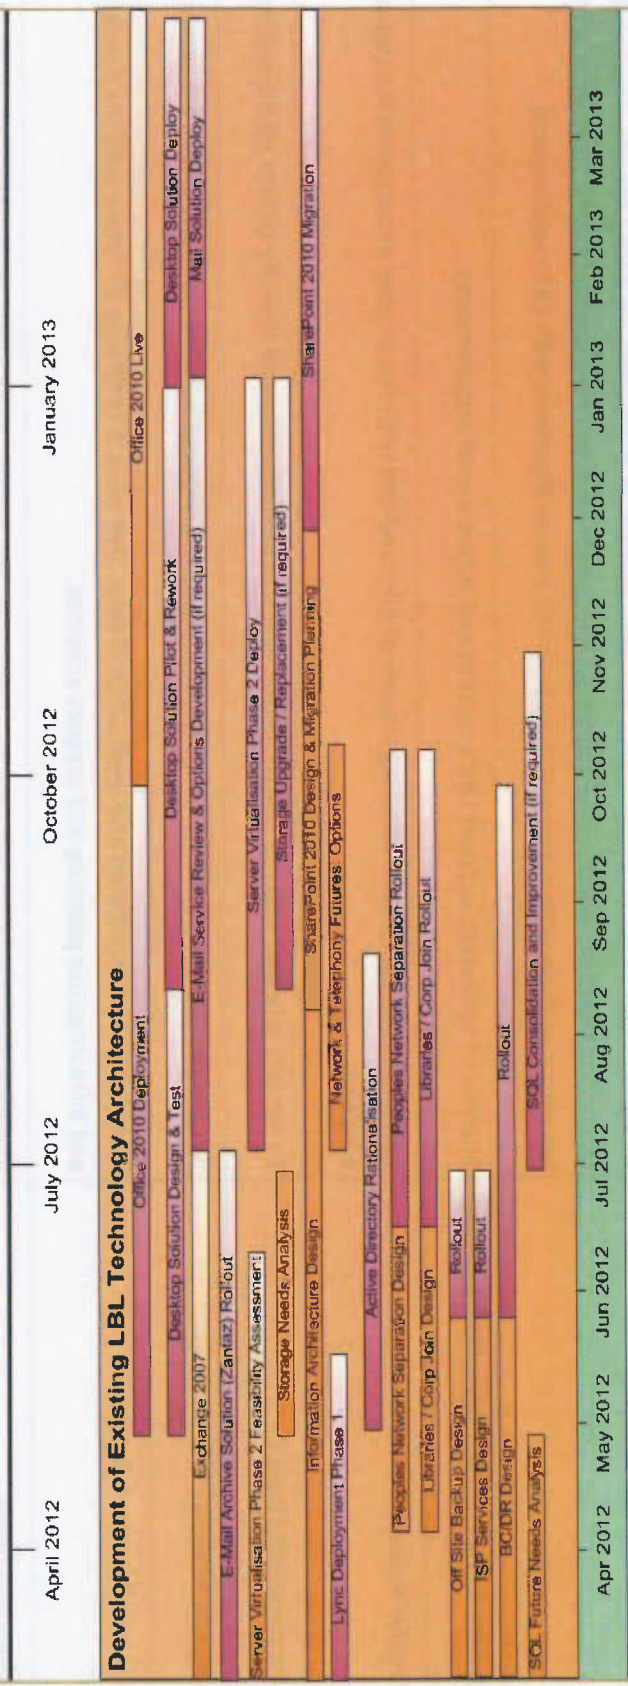 April 2012 July 2012 October 2012 January 2013
Development of Existing LBL Technology Architecture
Office 2010 Deployment Office 2010 Live
Desktop Solution Design & Test Desktop Solution Pilot & Rework Desktop Solution Deploy
Exchange 2007 E-Mail Service Review & Options Development (If required) Mail Solution Deploy
E-Mail Archive Solution (Zantaz) Rollout
Server Virtualisation Phase 2 Feasibility Assessment Server Virtualisation Phase 2 Deploy
Storage Needs Analysis Storage Upgrade / Replacement (if required)
Information Architecture Design SharePoint 2010 Design & Migration Planning SharePoint 2010 Migration
Lync Deployment Phase 1 Network & Telephony Futures Options
Active Directory Rationalisation
Peoples Network Separation Design Peoples Network Separation Rollout
Libraries / Corp Join Design Libraries / Corp Join Rollout
Off Site Backup Design Rollout
ISP Services Design Rollout
BC/DR Design Rollout
SQL Future Needs Analysis SQL Consolidation and Improvement (if required)
Apr 2012 May 2012 Jun 2012 Jul 2012 Aug 2012 Sep 2012 Oct 2012 Nov 2012 Dec 2012 Jan 2013 Feb 2013 Mar 2013